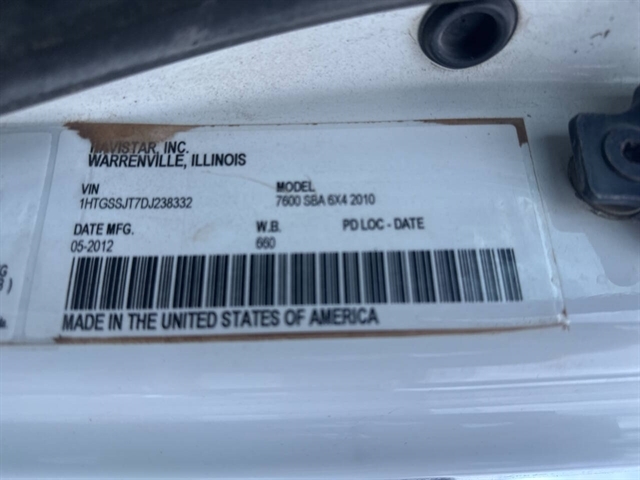 NAVISTAR, INC.
WARRENVILLE, ILLINOIS
VIN MODEL
1HTGSSJT7DJ238332 7600 SBA 6X4 2010
DATE MFG. W.B. PD LOC - DATE
05-2012 660
MADE IN THE UNITED STATES OF AMERICA